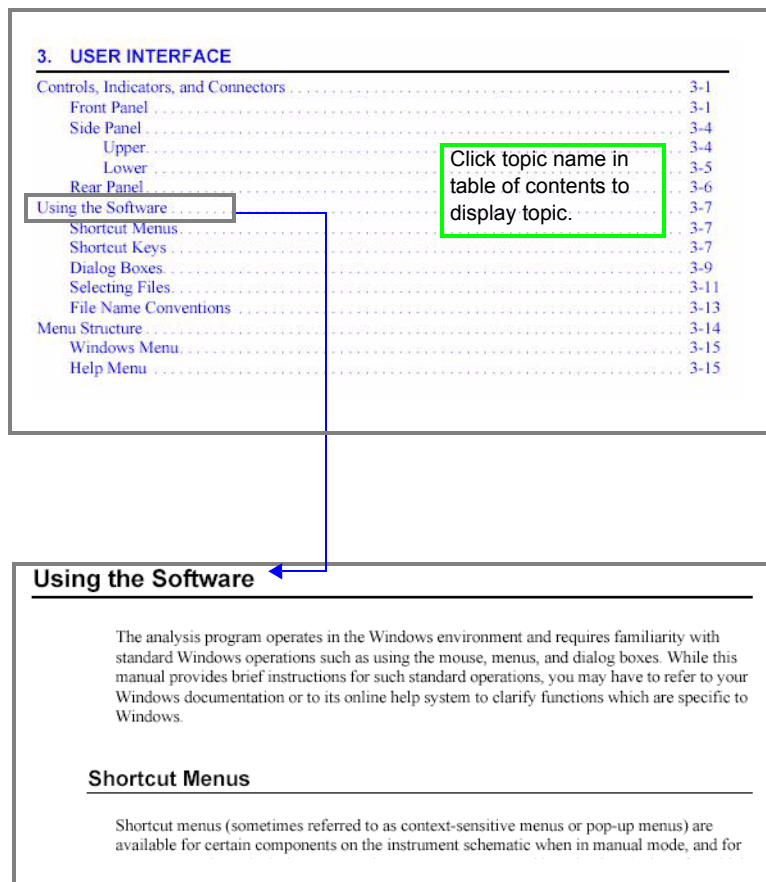 3. USER INTERFACE
Controls, Indicators, and Connectors . . . . . . . . . . . . . . . . . . . . . . . . . . . . . . 3-1
Front Panel . . . . . . . . . . . . . . . . . . . . . . . . . . . . . . 3-1
Side Panel . . . . . . . . . . . . . . . . . . . . . . . . . . . . . . 3-4
Upper . . . . . . . . . . . . . . . . . . . . . . . . . . . . . . 3-4
Lower . . . . . . . . . . . . . . . . . . . . . . . . . . . . . . 3-5
Rear Panel . . . . . . . . . . . . . . . . . . . . . . . . . . . . . . 3-6
Using the Software . . . . . . . . . . . . . . . . . . . . . . . . . . . . . . 3-7
Shortcut Menus . . . . . . . . . . . . . . . . . . . . . . . . . . . . . . 3-7
Shortcut Keys . . . . . . . . . . . . . . . . . . . . . . . . . . . . . . 3-7
Dialog Boxes . . . . . . . . . . . . . . . . . . . . . . . . . . . . . . 3-9
Selecting Files . . . . . . . . . . . . . . . . . . . . . . . . . . . . . . 3-11
File Name Conventions . . . . . . . . . . . . . . . . . . . . . . . . . . . . . . 3-13
Menu Structure . . . . . . . . . . . . . . . . . . . . . . . . . . . . . . 3-14
Windows Menu . . . . . . . . . . . . . . . . . . . . . . . . . . . . . . 3-15
Help Menu . . . . . . . . . . . . . . . . . . . . . . . . . . . . . . 3-15
Click topic name in
table of contents to
display topic.
Using the Software
The analysis program operates in the Windows environment and requires familiarity with
standard Windows operations such as using the mouse, menus, and dialog boxes. While this
manual provides brief instructions for such standard operations, you may have to refer to your
Windows documentation or to its online help system to clarify functions which are specific to
Windows.
Shortcut Menus
Shortcut menus (sometimes referred to as context-sensitive menus or pop-up menus) are
available for certain components on the instrument schematic when in manual mode, and for